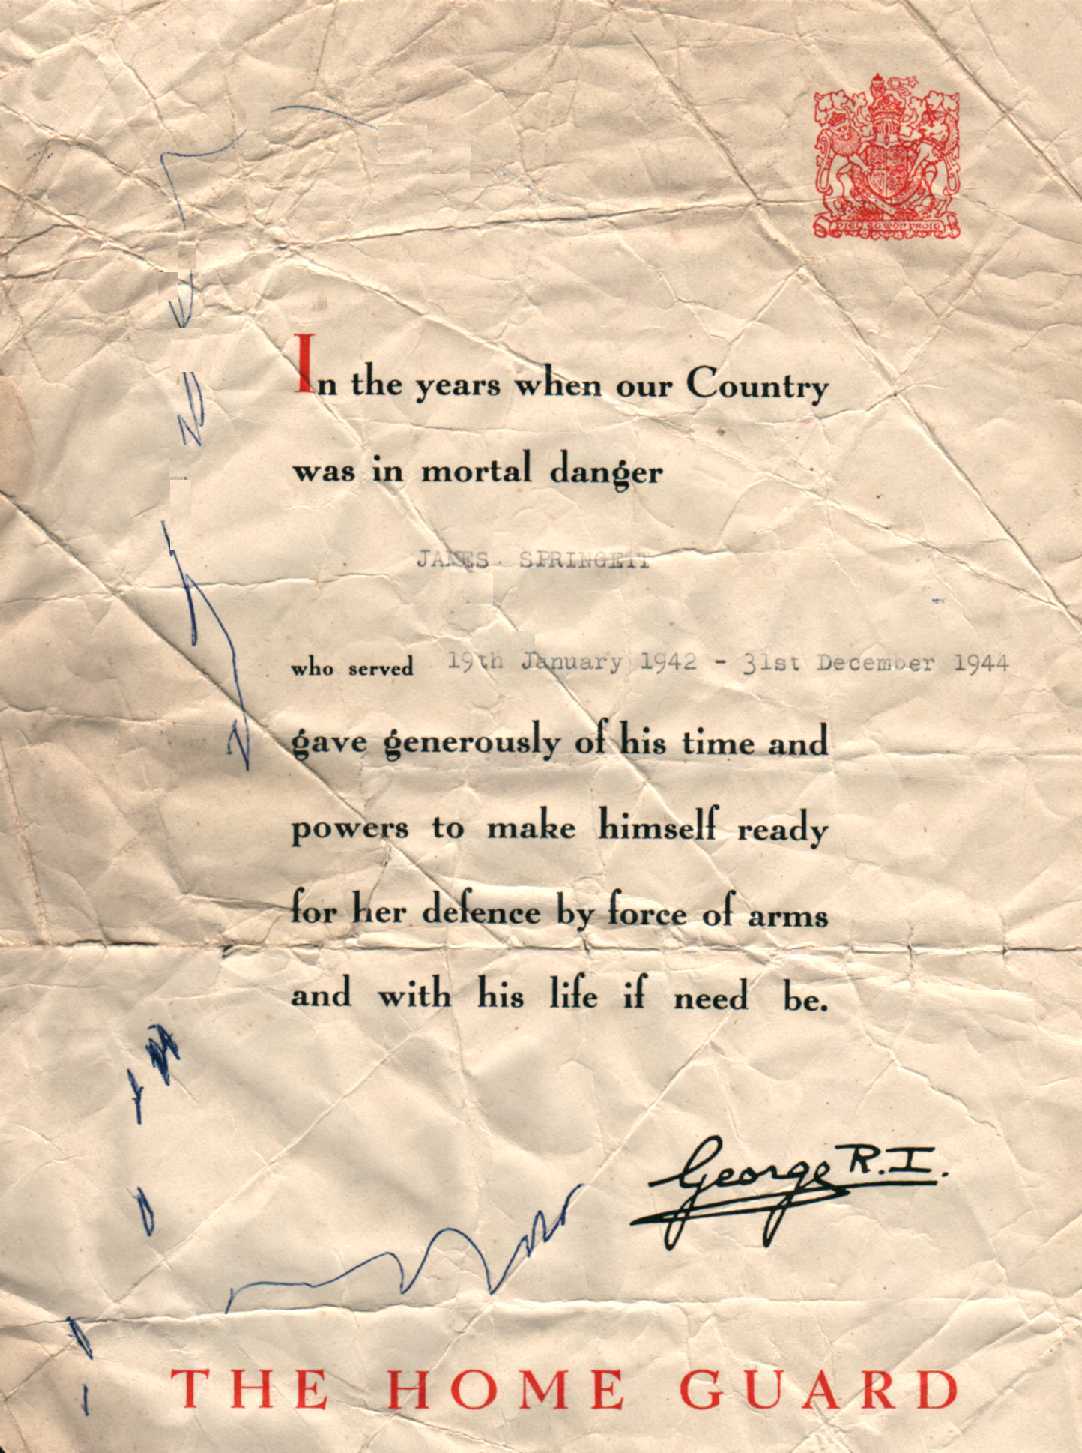 In the years when our Country
was in mortal danger
JAMES SPRINGETT
who served 19th January 1942 - 31st December 1944
gave generously of his time and
powers to make himself ready
for her defence by force of arms
and with his life if need be.
George R.I.
THE HOME GUARD